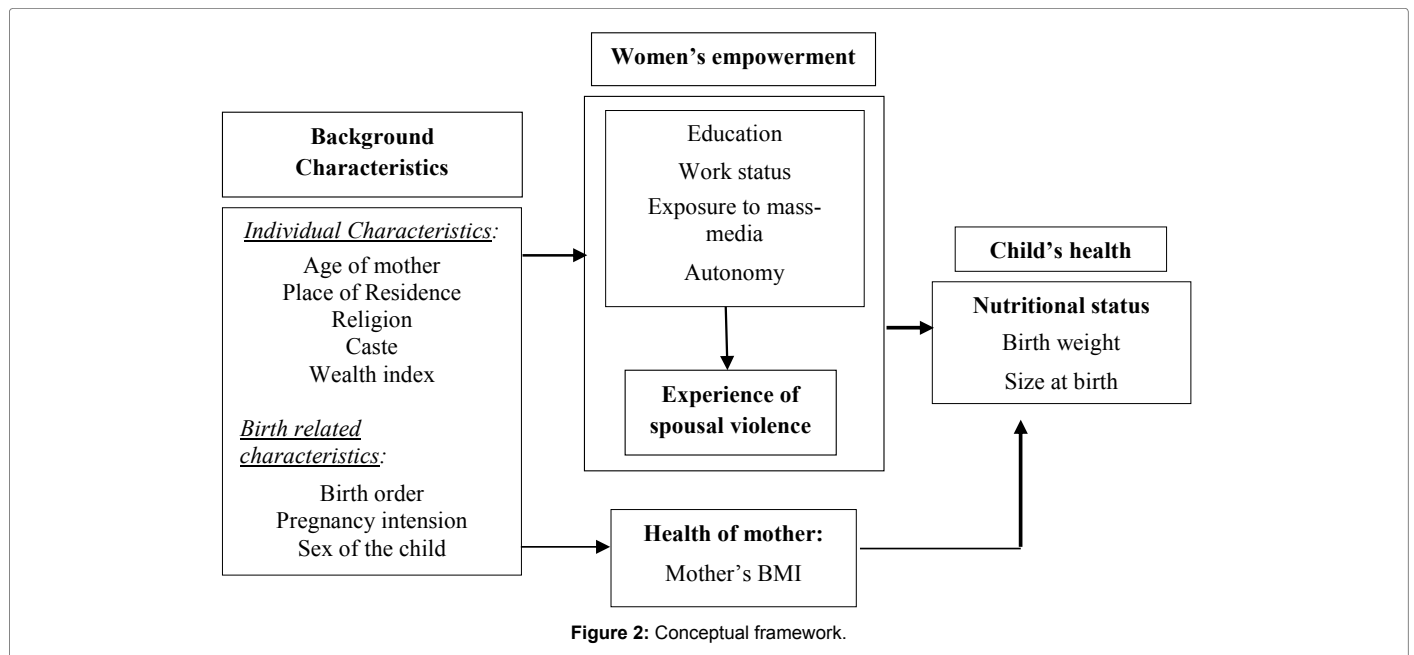 Women’s empowerment
Background
Characteristics
Individual Characteristics:
Age of mother
Place of Residence
Religion
Caste
Wealth index
Birth related
characteristics:
Birth order
Pregnancy intension
Sex of the child
Education
Work status
Exposure to mass-
media
Autonomy
Experience of
spousal violence
Health of mother:
Mother’s BMI
Child’s health
Nutritional status
Birth weight
Size at birth
Figure 2: Conceptual framework.